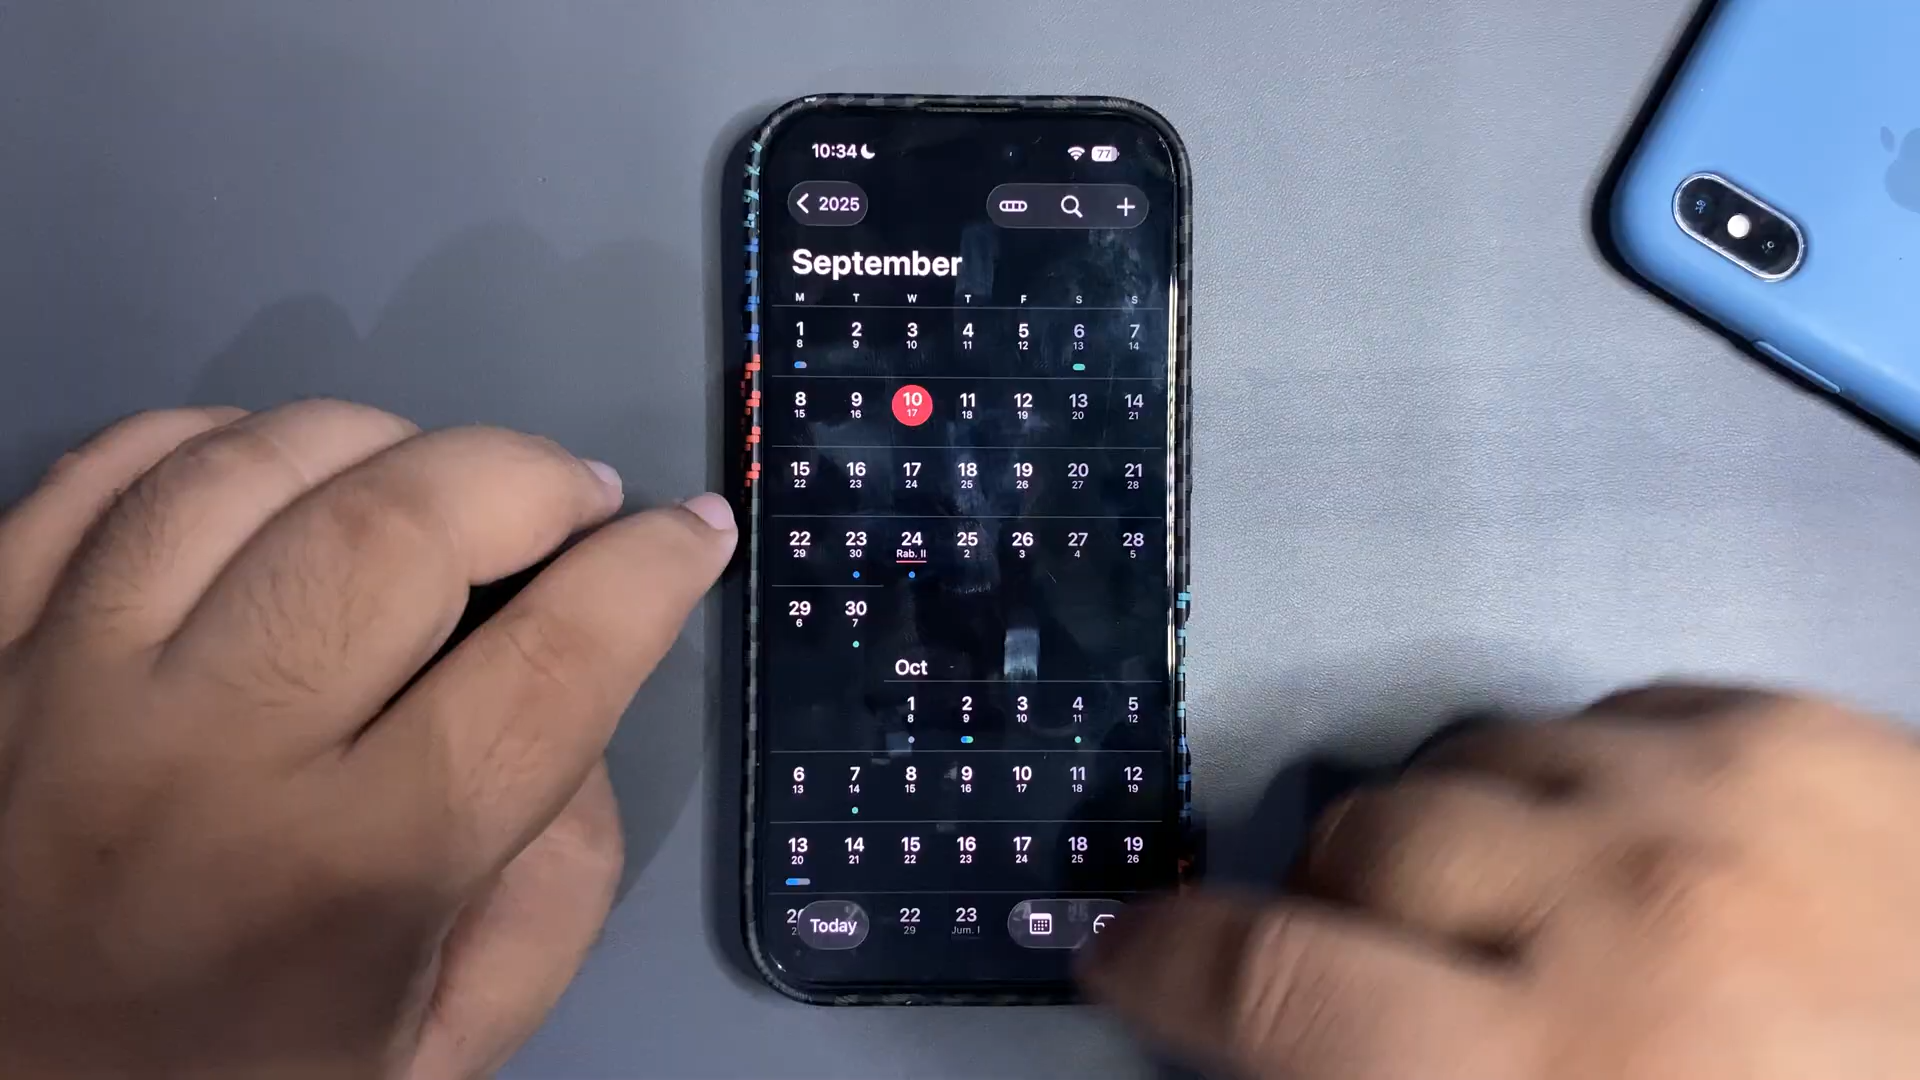 10:34 77
2025
September
M T W T F S S
1 2 3 4 5 6 7
8 9 10 11 12 13 14
8 9 10 11 12 13 14
15 16 17 18 19 20 21
15 16 17 18 19 20 21
22 23 24 25 26 27 28
22 23 24 25 26 27 28
29 30 Rab. II 2 3 4 5
29 30
6 7
Oct
1 2 3 4 5
8 9 10 11 12
6 7 8 9 10 11 12
13 14 15 16 17 18 19
13 14 15 16 17 18 19
20 21 22 23 24 25 26
Today 22 23
29 Jum. I